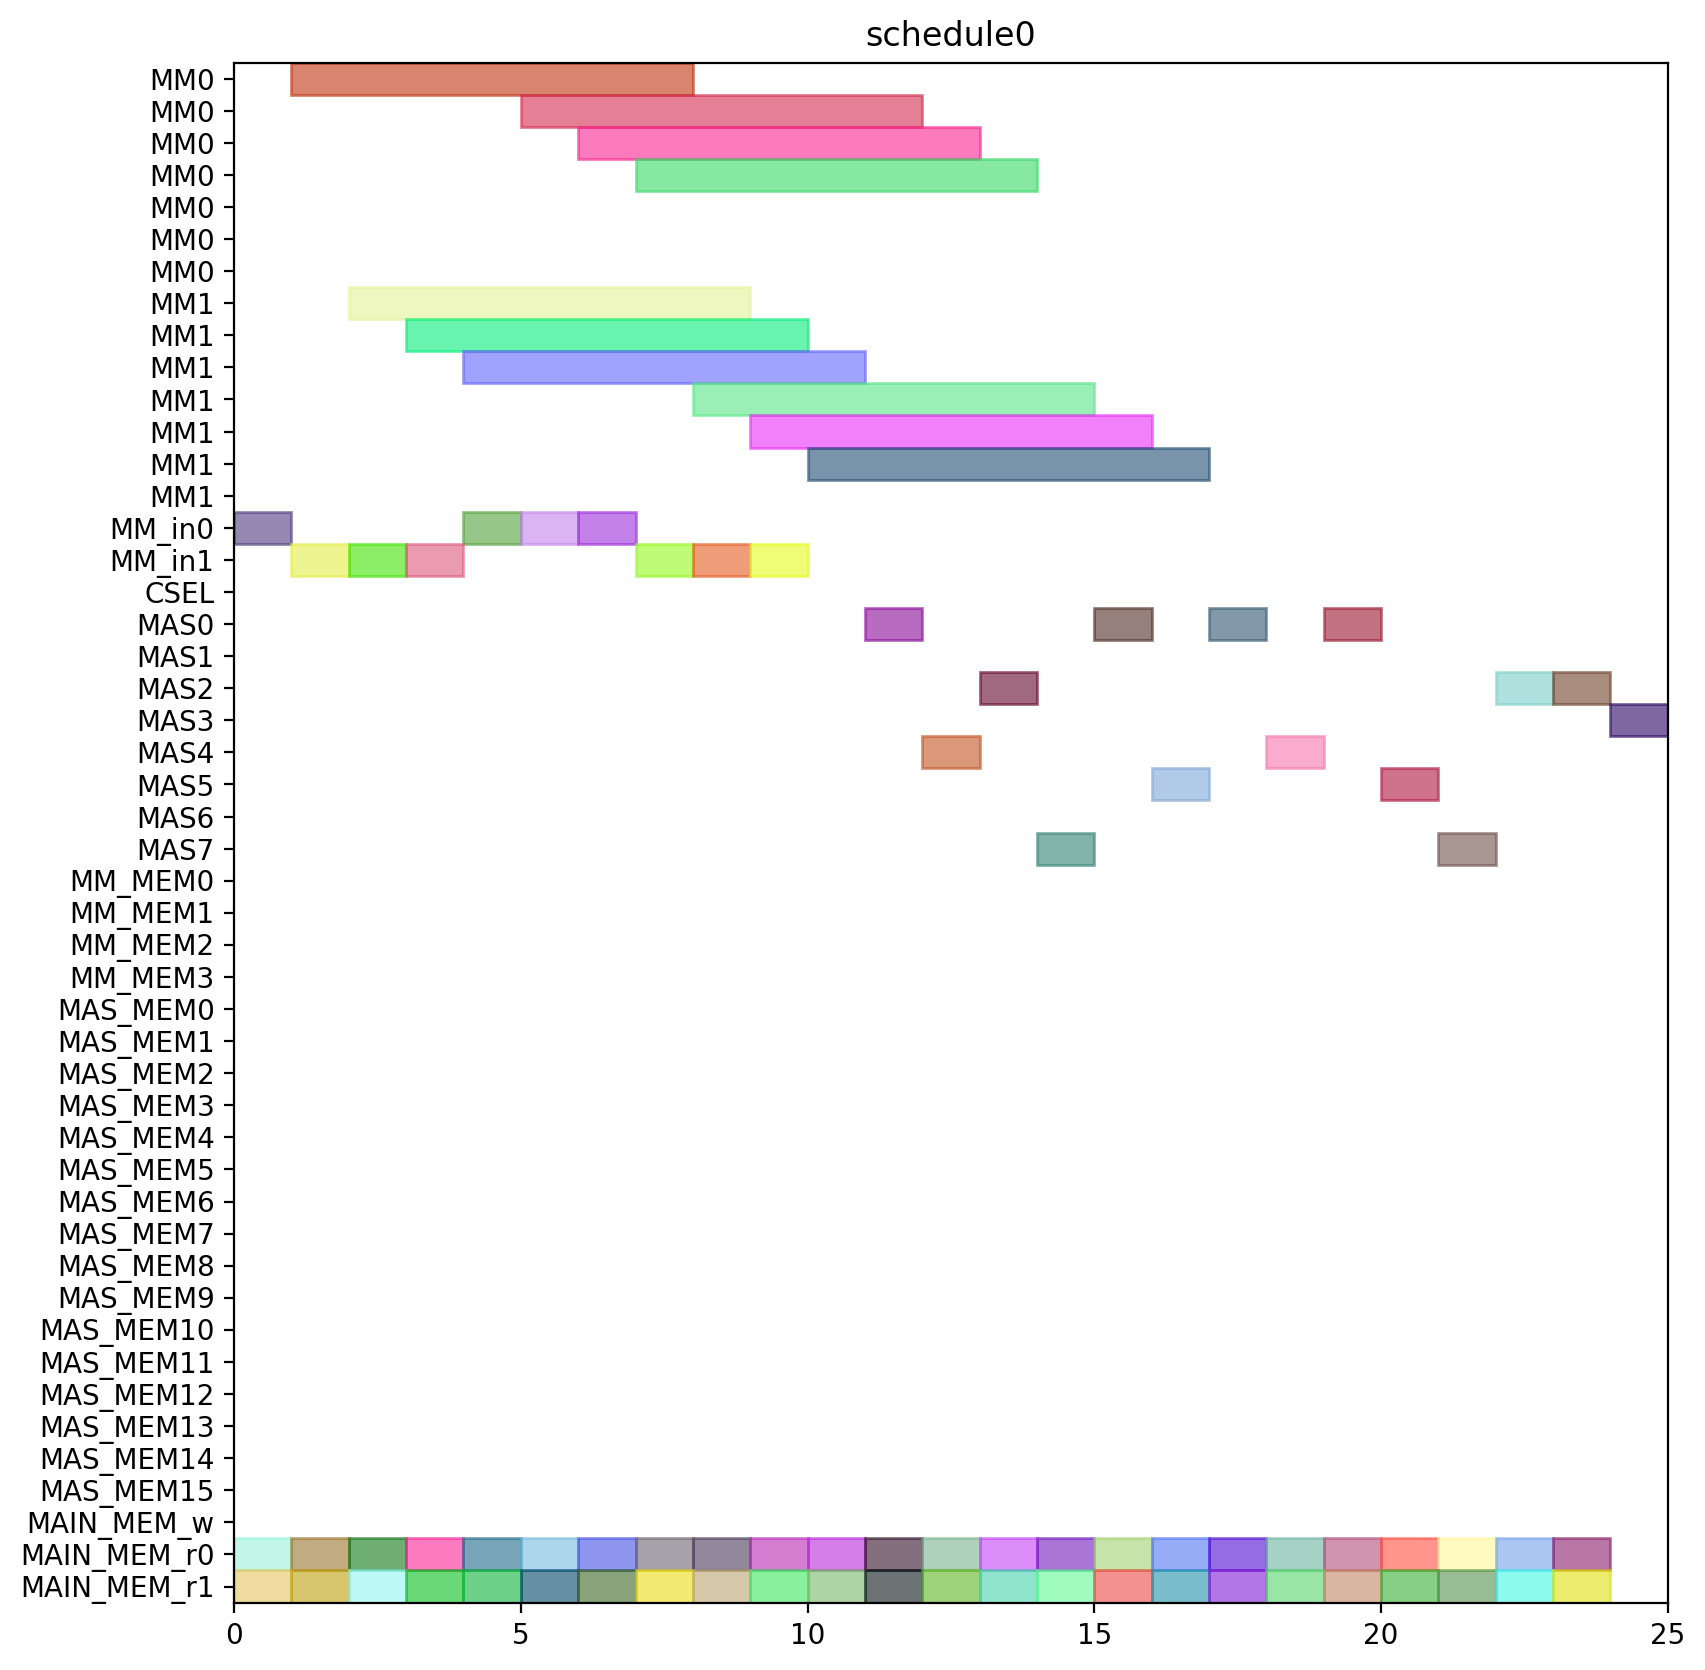 schedule0
MM0
MM0
MM0
MM0
MM0
MM0
MM0
MM1
MM1
MM1
MM1
MM1
MM1
MM1
MM_in0
MM_in1
CSEL
MAS0
MAS1
MAS2
MAS3
MAS4
MAS5
MAS6
MAS7
MM_MEM0
MM_MEM1
MM_MEM2
MM_MEM3
MAS_MEM0
MAS_MEM1
MAS_MEM2
MAS_MEM3
MAS_MEM4
MAS_MEM5
MAS_MEM6
MAS_MEM7
MAS_MEM8
MAS_MEM9
MAS_MEM10
MAS_MEM11
MAS_MEM12
MAS_MEM13
MAS_MEM14
MAS_MEM15
MAIN_MEM_w
MAIN_MEM_r0
MAIN_MEM_r1
0 5 10 15 20 25